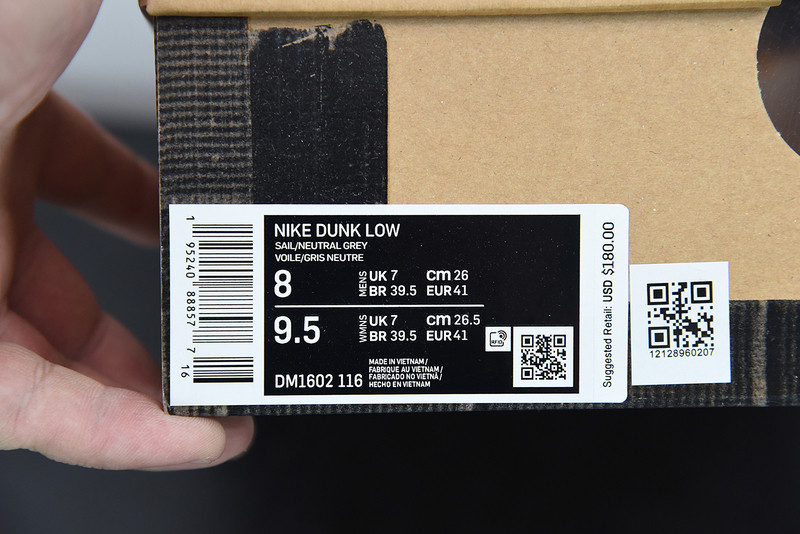 NIKE DUNK LOW
SAIL/NEUTRAL GREY
VOILE/GRIS NEUTRE
8 MENS UK 7 cm 26
BR 39.5 EUR 41
9.5 WMNS UK 7 cm 26.5
BR 39.5 EUR 41
RFID
MADE IN VIETNAM /
FABRIQUE AU VIETNAM /
FABRICADO NO VIETNÃ /
HECHO EN VIETNAM
DM1602 116
1 95240 88857 7 16
Suggested Retail: USD $180.00
12128960207